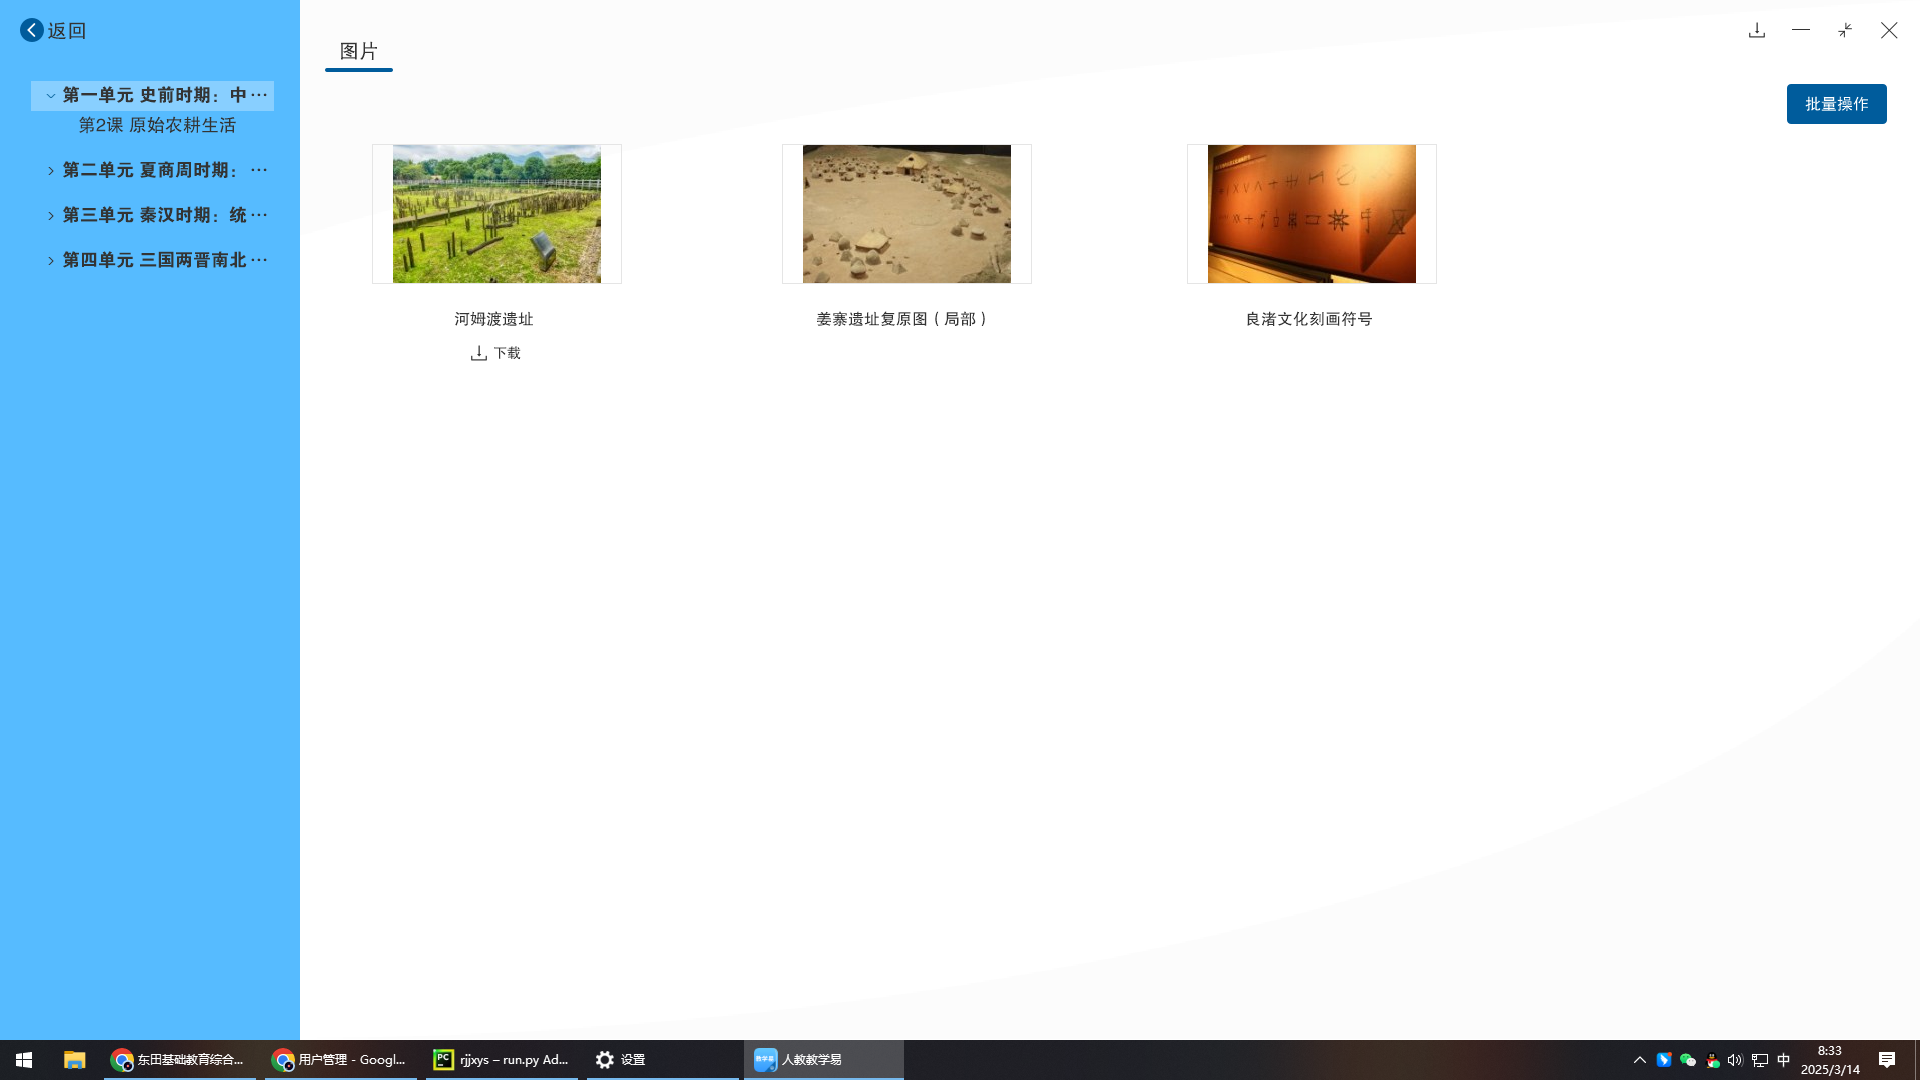 返回
第一单元 史前时期：中…
第2课 原始农耕生活
第二单元 夏商周时期：…
第三单元 秦汉时期：统…
第四单元 三国两晋南北…
图片
批量操作
河姆渡遗址
下载
姜寨遗址复原图（局部）
良渚文化刻画符号
东田基础教育综合...
用户管理 - Googl...
rjjxys – run.py Ad...
设置
人教教学易
中
8:33
2025/3/14